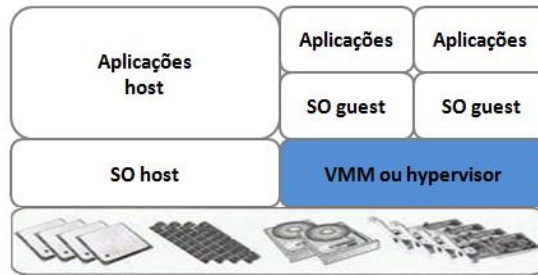 Aplicações
host
Aplicações
Aplicações
SO guest
SO guest
SO host
VMM ou hypervisor